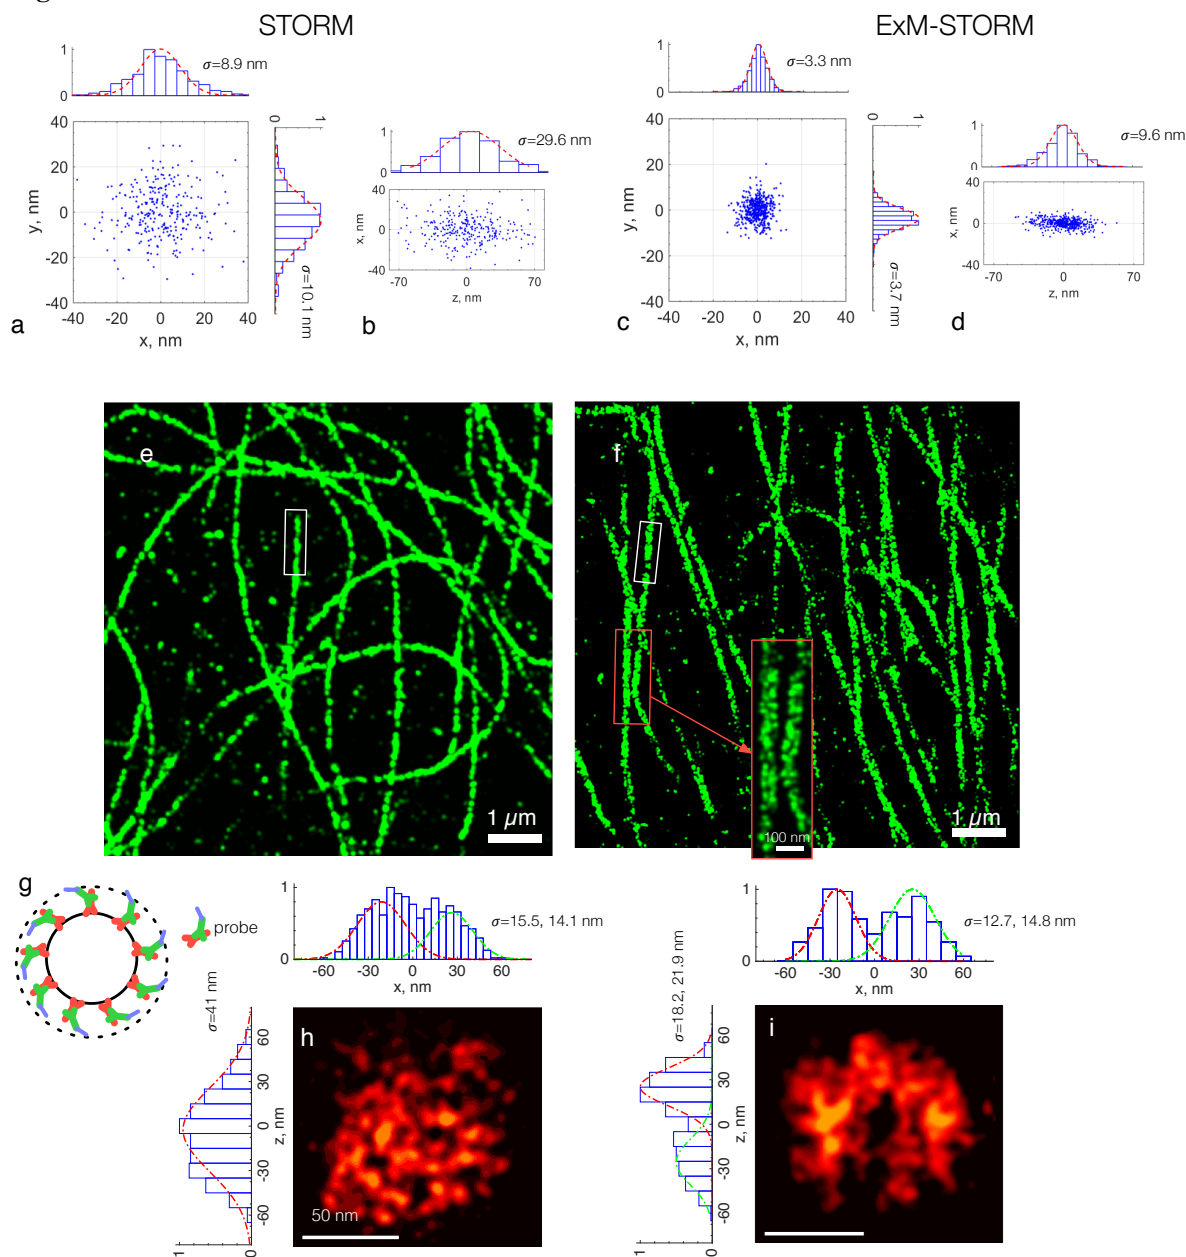 STORM
ExM-STORM
1
0
σ=8.9 nm
40
20
0
-20
-40
y, nm
-40 -20 0 20 40
x, nm
0 1
σ=10.1 nm
a
1
0
σ=29.6 nm
40
0
-40
x, nm
-70 0 70
z, nm
b
1
0
σ=3.3 nm
40
20
0
-20
-40
y, nm
-40 -20 0 20 40
x, nm
0 1
σ=3.7 nm
c
1
0
σ=9.6 nm
40
0
-40
x, nm
-70 0 70
z, nm
d
e
1 µm
f
100 nm
1 µm
g
probe
1
0
σ=15.5, 14.1 nm
-60 -30 0 30 60
x, nm
σ=41 nm
60
30
0
-30
-60
z, nm
1 0
h
50 nm
1
0
σ=12.7, 14.8 nm
-60 -30 0 30 60
x, nm
σ=18.2, 21.9 nm
60
30
0
-30
-60
z, nm
1 0
i